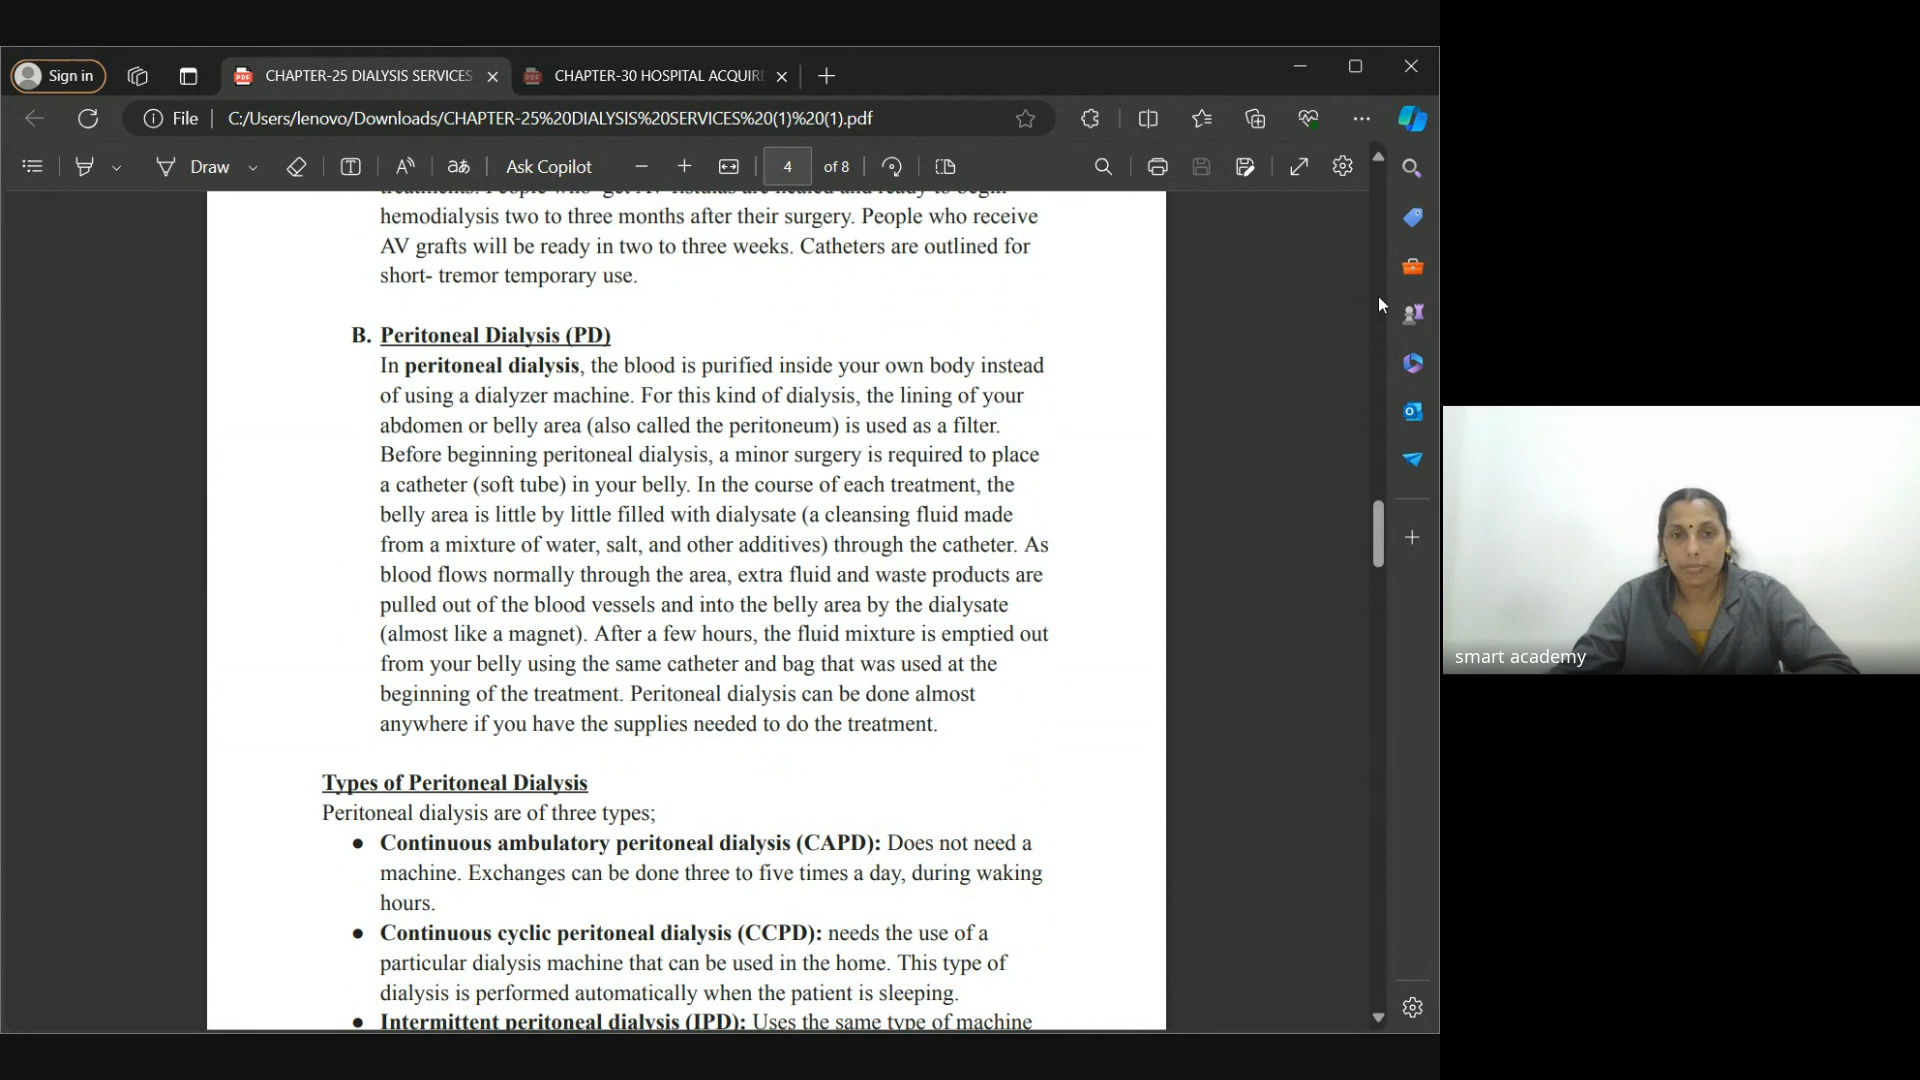 Sign in
CHAPTER-25 DIALYSIS SERVICES
CHAPTER-30 HOSPITAL ACQUIRE
File
C:/Users/lenovo/Downloads/CHAPTER-25%20DIALYSIS%20SERVICES%20(1)%20(1).pdf
Draw
aあ
Ask Copilot
4 of 8
treatments. People who get AV fistulas are healed and ready to begin
hemodialysis two to three months after their surgery. People who receive
AV grafts will be ready in two to three weeks. Catheters are outlined for
short- tremor temporary use.
B. Peritoneal Dialysis (PD)
In peritoneal dialysis, the blood is purified inside your own body instead
of using a dialyzer machine. For this kind of dialysis, the lining of your
abdomen or belly area (also called the peritoneum) is used as a filter.
Before beginning peritoneal dialysis, a minor surgery is required to place
a catheter (soft tube) in your belly. In the course of each treatment, the
belly area is little by little filled with dialysate (a cleansing fluid made
from a mixture of water, salt, and other additives) through the catheter. As
blood flows normally through the area, extra fluid and waste products are
pulled out of the blood vessels and into the belly area by the dialysate
(almost like a magnet). After a few hours, the fluid mixture is emptied out
from your belly using the same catheter and bag that was used at the
beginning of the treatment. Peritoneal dialysis can be done almost
anywhere if you have the supplies needed to do the treatment.
Types of Peritoneal Dialysis
Peritoneal dialysis are of three types;
● Continuous ambulatory peritoneal dialysis (CAPD): Does not need a
machine. Exchanges can be done three to five times a day, during waking
hours.
● Continuous cyclic peritoneal dialysis (CCPD): needs the use of a
particular dialysis machine that can be used in the home. This type of
dialysis is performed automatically when the patient is sleeping.
● Intermittent peritoneal dialysis (IPD): Uses the same type of machine
smart academy